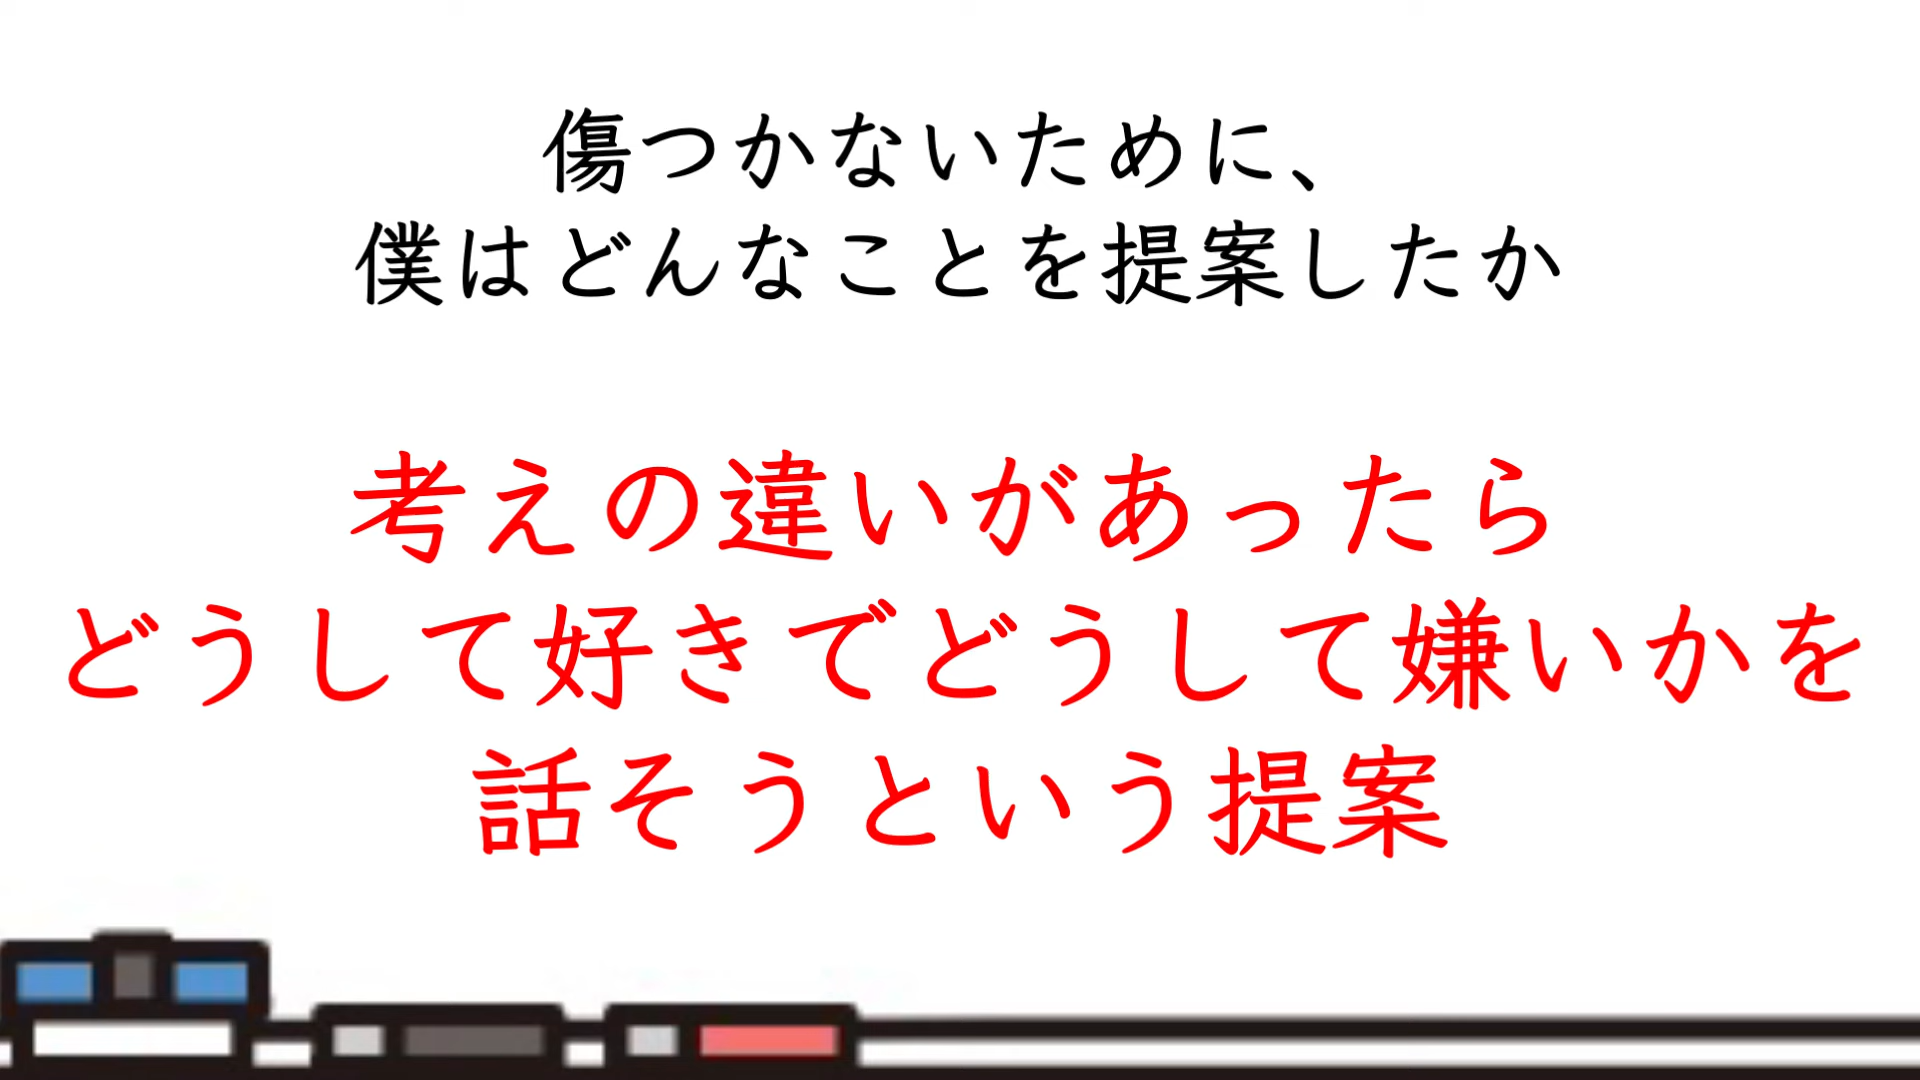 傷つかないために、
僕はどんなことを提案したか
考えの違いがあったら
どうして好きでどうして嫌いかを
話そうという提案